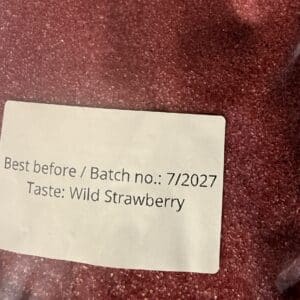 Best before / Batch no.: 7/2027
Taste: Wild Strawberry